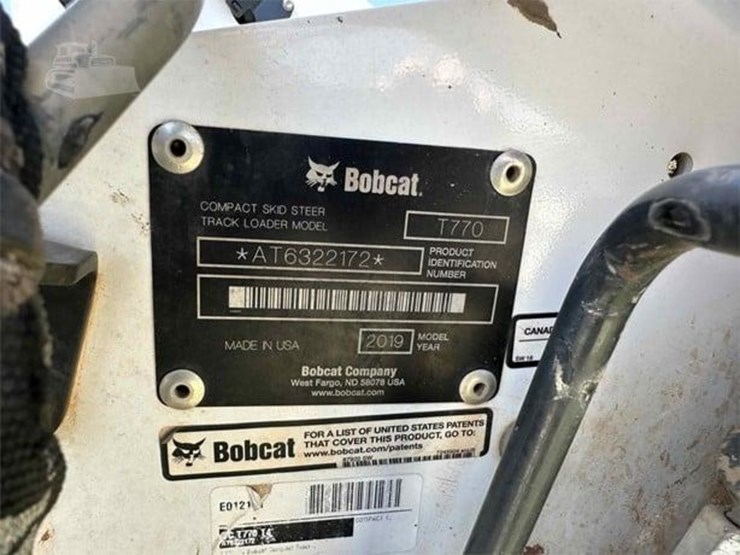 Bobcat.
COMPACT SKID STEER
TRACK LOADER MODEL
T770
*AT6322172*
PRODUCT
IDENTIFICATION
NUMBER
MADE IN USA
2019
MODEL
YEAR
Bobcat Company
West Fargo, ND 58078 USA
www.bobcat.com
CANAD
Bobcat
FOR A LIST OF UNITED STATES PATENTS
THAT COVER THIS PRODUCT, GO TO:
www.bobcat.com/patents
T770 T4